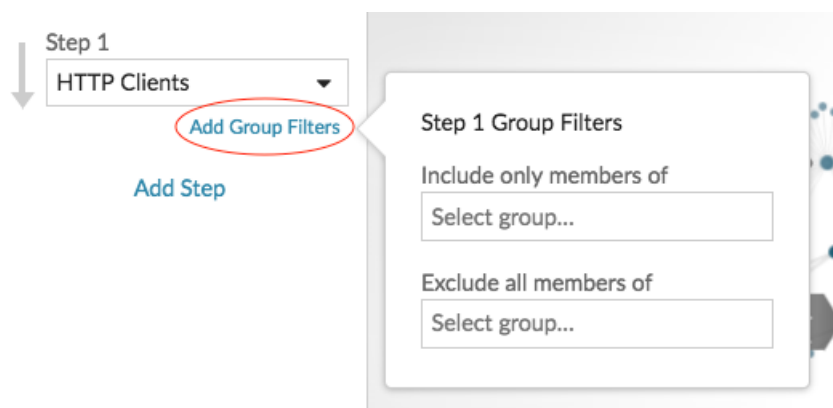 Step 1
HTTP Clients
Add Group Filters
Add Step
Step 1 Group Filters
Include only members of
Select group...
Exclude all members of
Select group...